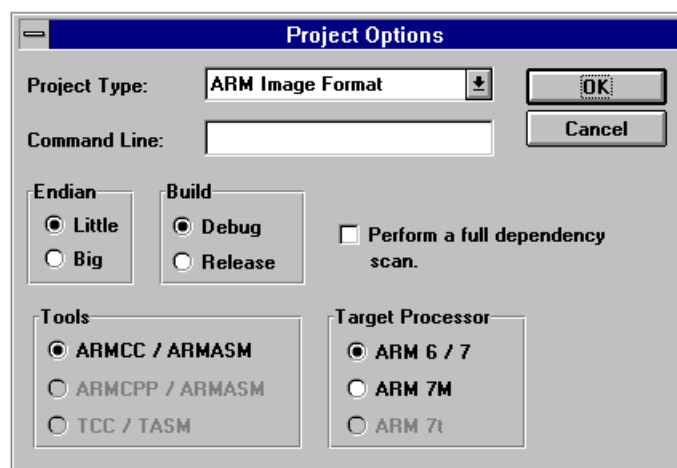 Project Options
Project Type:
ARM Image Format
OK
Command Line:
Cancel
Endian
Little
Big
Build
Debug
Release
Perform a full dependency
scan.
Tools
ARMCC / ARMASM
ARMCPP / ARMASM
TCC / TASM
Target Processor
ARM 6 / 7
ARM 7M
ARM 7t